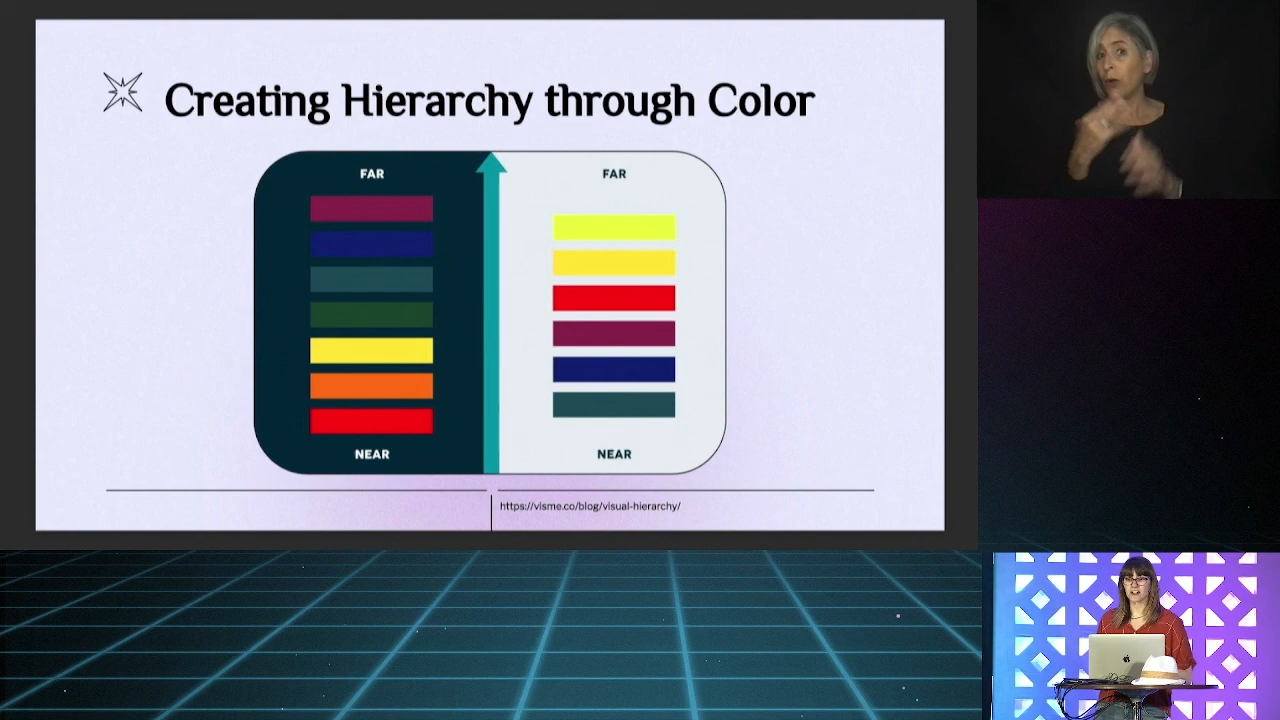 Creating Hierarchy through Color
FAR
FAR
NEAR
NEAR
https://visme.co/blog/visual-hierarchy/